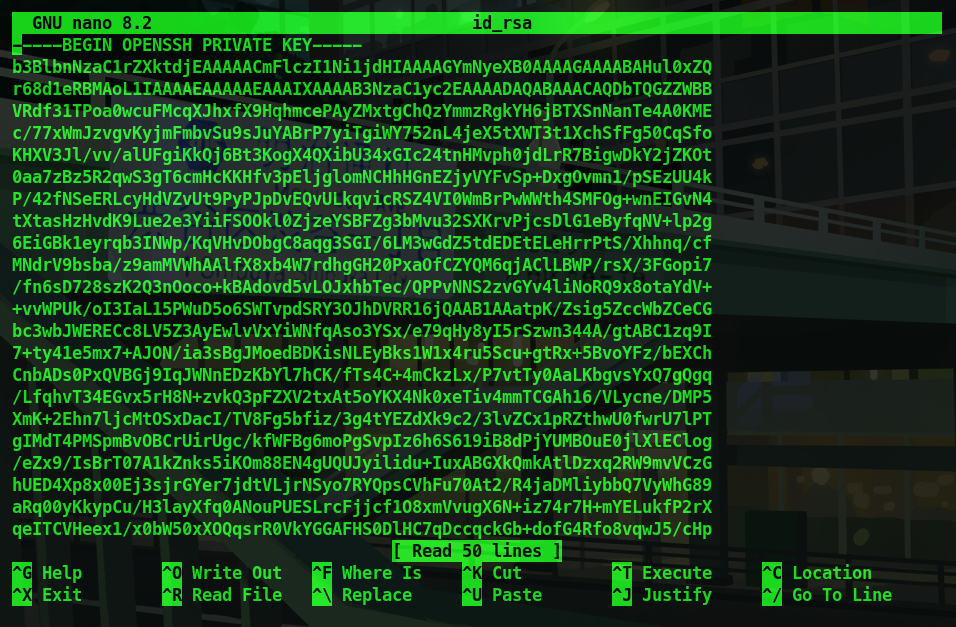 GNU nano 8.2 id_rsa
-----BEGIN OPENSSH PRIVATE KEY-----
b3BlbnNzaC1rZXktdjEAAAAACmFlczI1Ni1jdHIAAAAGYmNyeXB0AAAAGAAAABAHul0xZQ
r68d1eRBMAoL1IAAAAEAAAAAEAAAIXAAAAB3NzaC1yc2EAAAADAQABAAACAQDbTQGZZWBB
VRdf31TPoa0wcuFMcqXJhxfX9HqhmcePAyZMxtgChQzYmmzRgkYH6jBTXSnNanTe4A0KME
c/77xWmJzvgvKyjmFmbvSu9sJuYABrP7yiTgiWY752nL4jeX5tXWT3t1XchSfFg50CqSfo
KHXV3Jl/vv/alUFgiKkQj6Bt3KogX4QXibU34xGIc24tnHMvph0jdLrR7BigwDkY2jZKOt
0aa7zBz5R2qwS3gT6cmHcKKHfv3pEljglomNCHhHGnEZjyVYFvSp+DxgOvmn1/pSEzUU4k
P/42fNSeERLcyHdVZvUt9PyPJpDvEQvULkqvicRSZ4VI0WmBrPwWWth4SMFOg+wnEIGvN4
tXtasHzHvdK9Lue2e3YiiFSOOkl0ZjzeYSBFZg3bMvu32SXKrvPjcsDlG1eByfqNV+lp2g
6EiGBk1eyrqb3INWp/KqVHvDObgC8aqg3SGI/6LM3wGdZ5tdEDEtELeHrrPtS/Xhhnq/cf
MNdrV9bsba/z9amMVWhAAlfX8xb4W7rdhgGH20PxaOfCZYQM6qjAClLBWP/rsX/3FGopi7
/fn6sD728szK2Q3nOoco+kBAdovd5vLOJxhbTec/QPPvNNS2zvGYv4liNoRQ9x8otaYdV+
+vvWPUk/oI3IaL15PWuD5o6SWTvpdSRY3OJhDVRR16jQAAB1AAatpK/Zsig5ZccWbZCeCG
bc3wbJWERECc8LV5Z3AyEwlvVxYiWNfqAso3YSx/e79qHy8yI5rSzwn344A/gtABC1zq9I
7+ty41e5mx7+AJON/ia3sBgJMoedBDKisNLEyBks1W1x4ru5Scu+gtRx+5BvoYFz/bEXCh
CnbADs0PxQVBGj9IqJWNnEDzKbYl7hCK/fTs4C+4mCkzLx/P7vtTy0AaLKbgvsYxQ7gQgq
/LfqhvT34EGvx5rH8N+zvkQ3pFZXV2txAt5oYKX4Nk0xeTiv4mmTCGAh16/VLycne/DMP5
XmK+2Ehn7ljcMtOSxDacI/TV8Fg5bfiz/3g4tYEZdXk9c2/3lvZCx1pRZthwU0fwrU7lPT
gIMdT4PMSpmBvOBCrUirUgc/kfWFBg6moPgSvpIz6h6S619iB8dPjYUMBOuE0jlXlEClog
/eZx9/IsBrT07A1kZnks5iKOm88EN4gUQUJyilidu+IuxABGXkQmkAtlDzxq2RW9mvVCzG
hUED4Xp8x00Ej3sjrGYer7jdtVLjrNSyo7RYQpsCVhFu70At2/R4jaDMliybbQ7VyWhG89
aRq00yKkypCu/H3layXfq0ANouPUESLrcFjjcf1O8xmVvugX6N+iz74r7H+mYELukfP2rX
qeITCVHeex1/x0bW50xXOQqsrR0VkYGGAFHS0DlHC7qDccqckGb+dofG4Rfo8vqwJ5/cHp
[ Read 50 lines ]
^G Help ^O Write Out ^F Where Is ^K Cut ^T Execute ^C Location
^X Exit ^R Read File ^\ Replace ^U Paste ^J Justify ^/ Go To Line